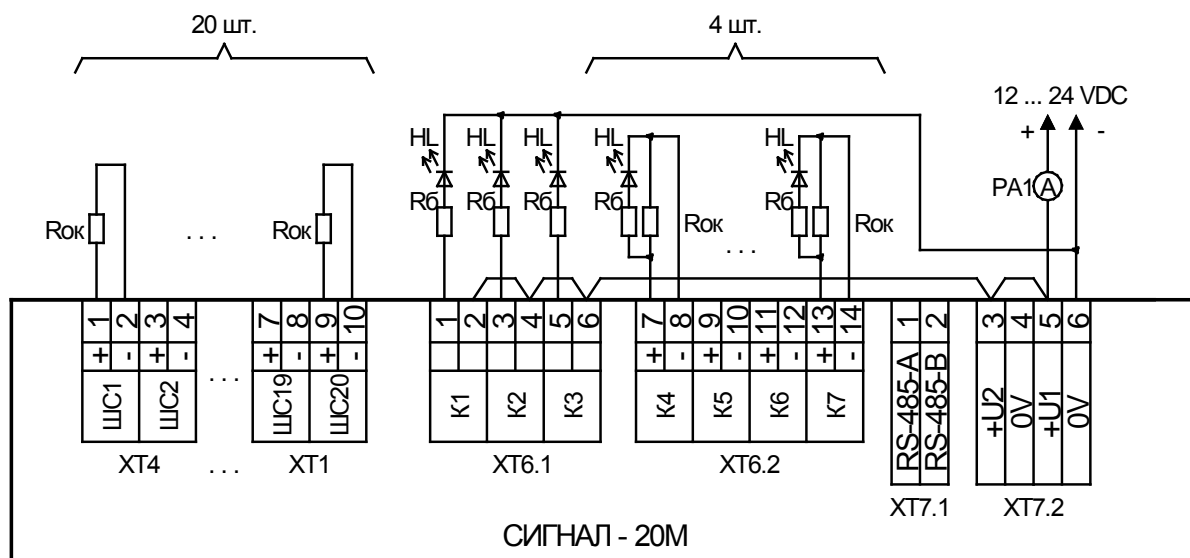 20 шт.
4 шт.
12 ... 24 VDC
+ -
HL HL HL HL HL
PA1 A
Rб Rб Rб Rб Rб
Rок ... Rок Rок ... Rок
1 2 3 4 7 8 9 10 1 2 3 4 5 6 7 8 9 10 11 12 13 14 1 2 3 4 5 6
+ - + - + - + - + - + - + - + -
... 
ШС1 ШС2 ШС19 ШС20 К1 К2 К3 К4 К5 К6 К7 RS-485-A RS-485-B +U2 0V +U1 0V
XT4 ... XT1 XT6.1 XT6.2
XT7.1 XT7.2
СИГНАЛ - 20М